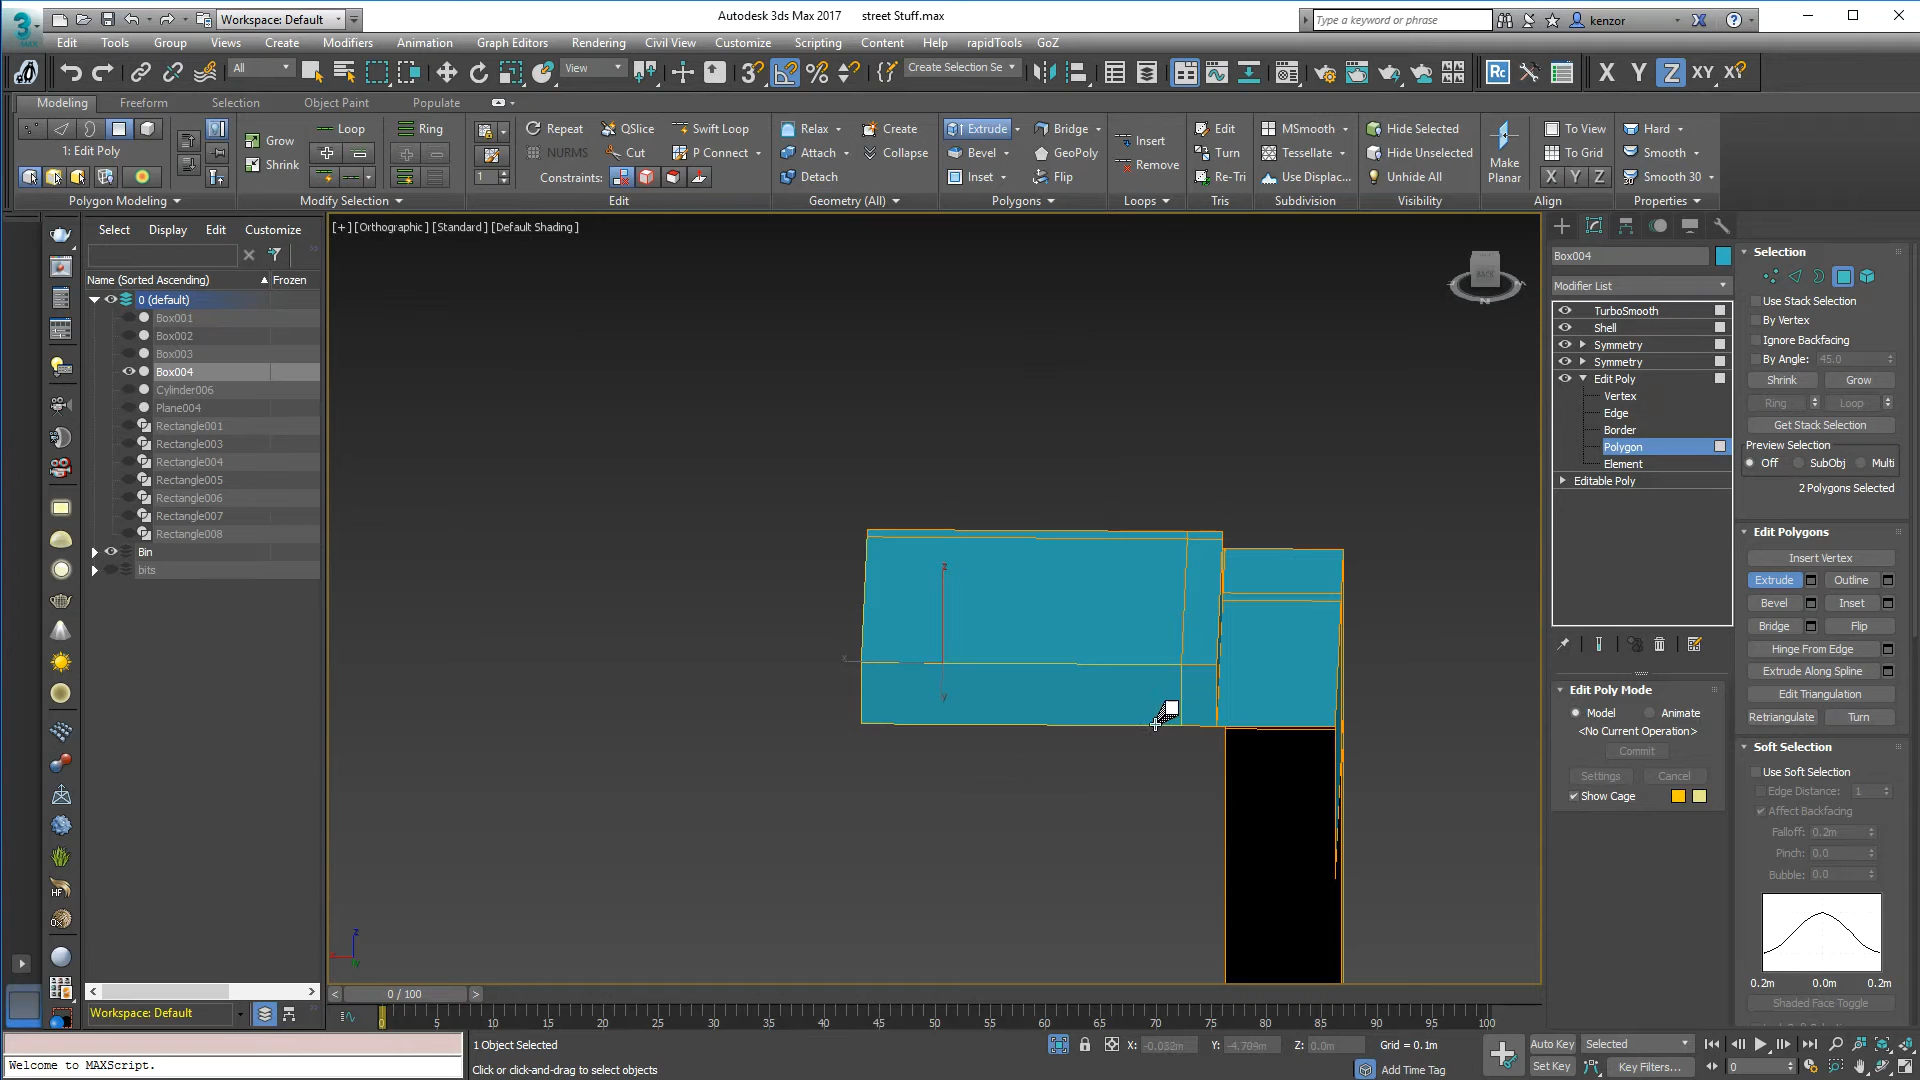 Workspace: Default
Autodesk 3ds Max 2017 street Stuff.max
Type a keyword or phrase
kenzor
MAX
Edit Tools Group Views Create Modifiers Animation Graph Editors Rendering Civil View Customize Scripting Content Help rapidTools GoZ
All View Create Selection Se X Y Z XY
Modeling Freeform Selection Object Paint Populate
Grow Loop Ring Repeat QSlice Swift Loop Relax Create Extrude Bridge Insert Edit MSmooth Hide Selected To View Hard
1: Edit Poly
Shrink NURMS Cut P Connect Attach Collapse Bevel GeoPoly Remove Turn Tessellate Hide Unselected Make Planar To Grid Smooth
1 Constraints: Detach Inset Flip Re-Tri Use Displac... Unhide All X Y Z Smooth 30
Polygon Modeling Modify Selection Edit Geometry (All) Polygons Loops Tris Subdivision Visibility Align Properties
Select Display Edit Customize
Name (Sorted Ascending) Frozen
0 (default)
Box001
Box002
Box003
Box004
Cylinder006
Plane004
Rectangle001
Rectangle003
Rectangle004
Rectangle005
Rectangle006
Rectangle007
Rectangle008
Bin
bits
Workspace: Default
[+] [Orthographic] [Standard] [Default Shading]
BACK
N
z
x
y
z
Box004
Modifier List
TurboSmooth
Shell
Symmetry
Symmetry
Edit Poly
Vertex
Edge
Border
Polygon
Element
Editable Poly
Edit Poly Mode
Model Animate
<No Current Operation>
Commit
Settings Cancel
Show Cage
Selection
Use Stack Selection
By Vertex
Ignore Backfacing
By Angle: 45.0
Shrink Grow
Ring Loop
Get Stack Selection
Preview Selection
Off SubObj Multi
2 Polygons Selected
Edit Polygons
Insert Vertex
Extrude Outline
Bevel Inset
Bridge Flip
Hinge From Edge
Extrude Along Spline
Edit Triangulation
Retriangulate Turn
Soft Selection
Use Soft Selection
Edge Distance: 1
Affect Backfacing
Falloff: 0.2m
Pinch: 0.0
Bubble: 0.0
0.2m 0.0m 0.2m
Shaded Face Toggle
0 / 100
0 5 10 15 20 25 30 35 40 45 50 55 60 65 70 75 80 85 90 95 100
1 Object Selected X: -0.032m Y: -4.709m Z: 0.0m Grid = 0.1m Auto Key Selected
Welcome to MAXScript. Click or click-and-drag to select objects Add Time Tag Set Key Key Filters... 0